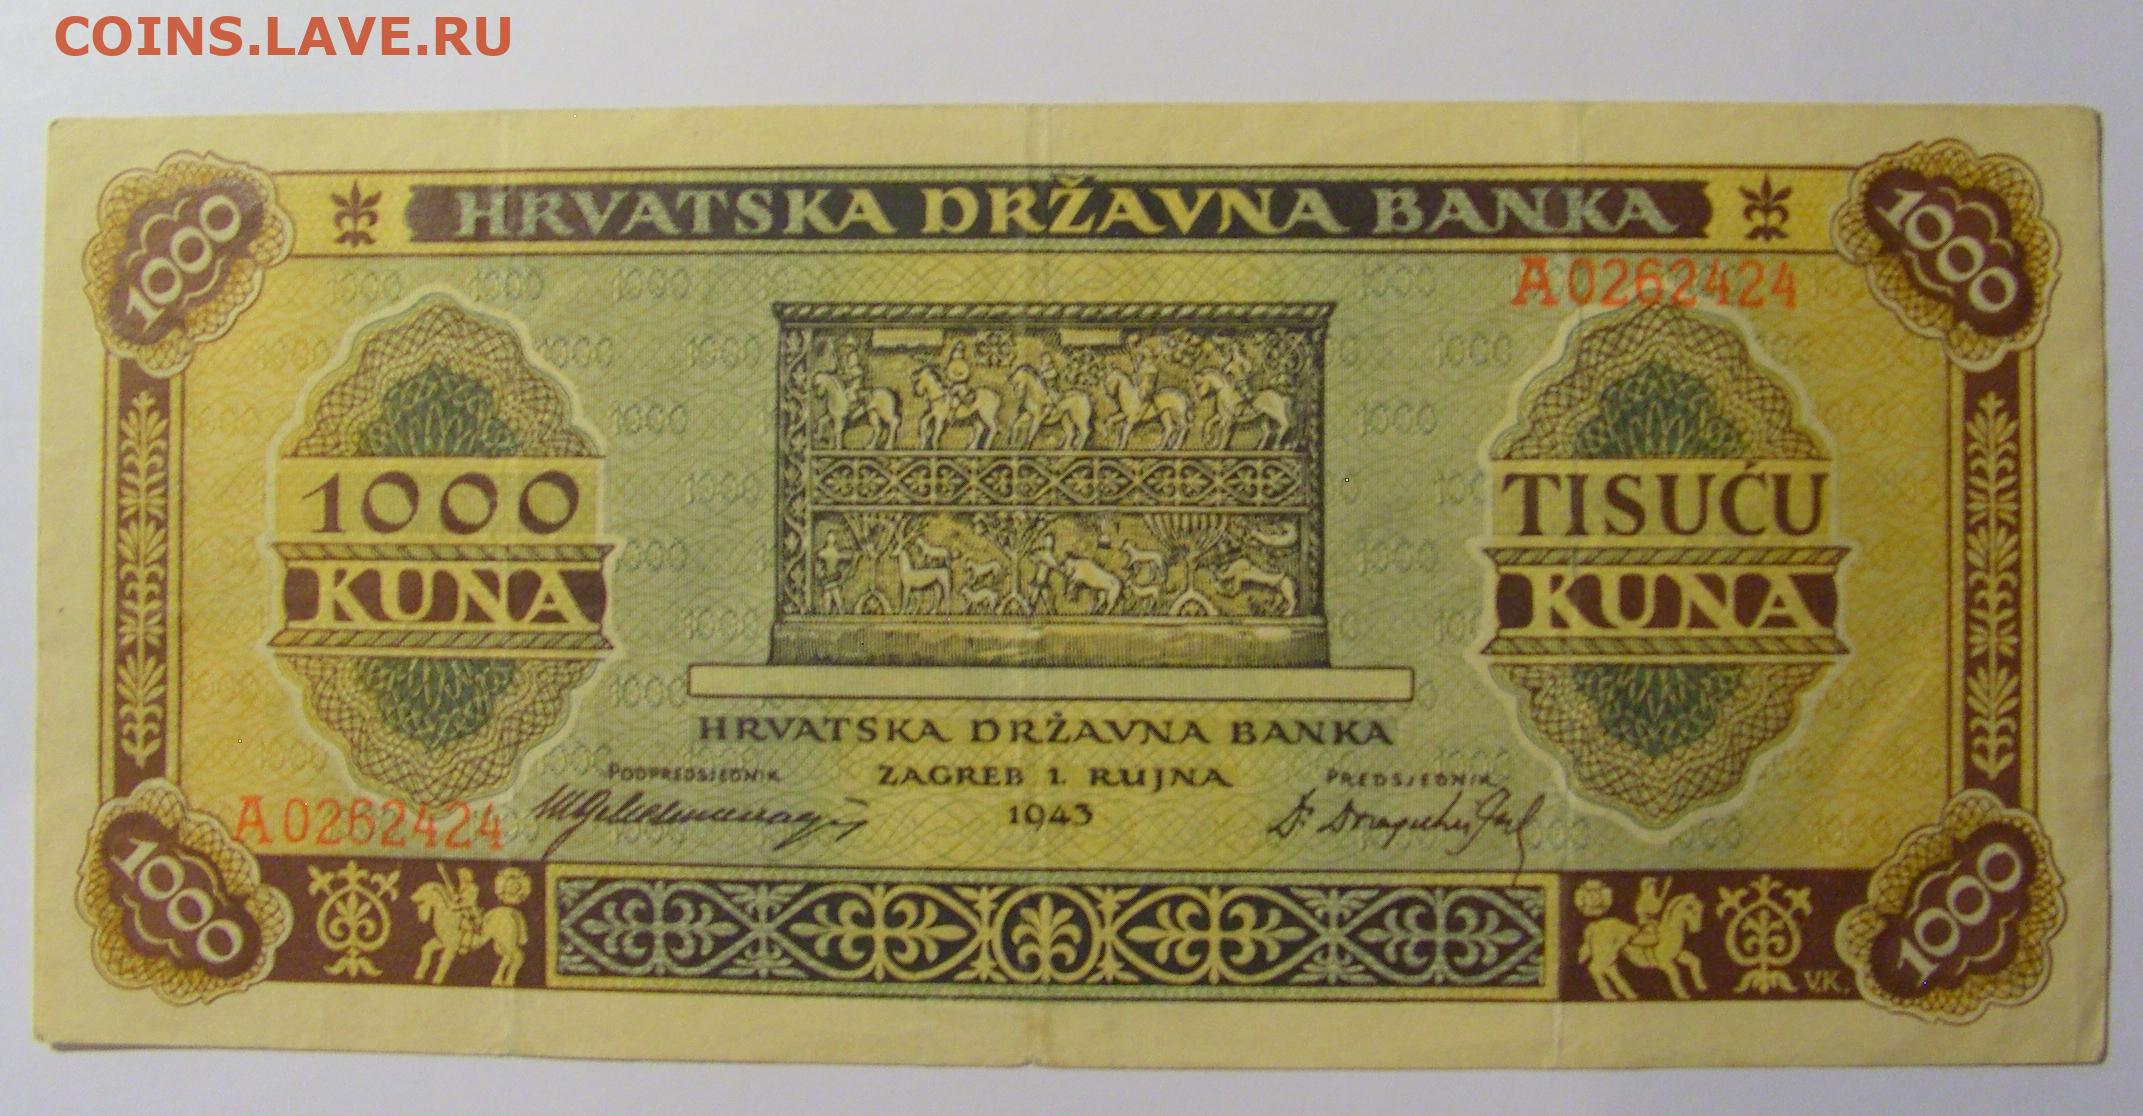 COINS.LAVE.RU
1000
HRVATSKA DRŽAVNA BANKA
1000
A0262424
1000
KUNA
TISUĆU
KUNA
HRVATSKA DRŽAVNA BANKA
PODPREDSJEDNIK
ZAGREB 1. RUJNA
PREDSJEDNIK
1943
A0262424
1000
V.K.
1000